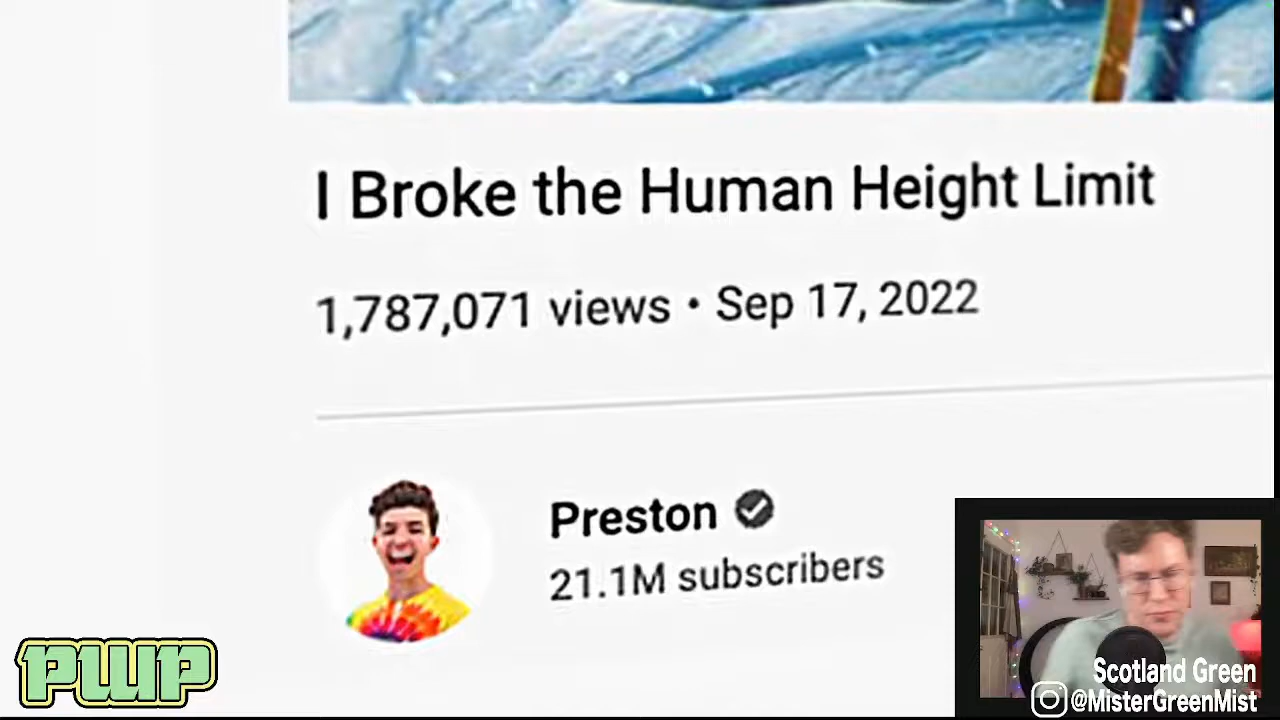 I Broke the Human Height Limit
1,787,071 views • Sep 17, 2022
Preston
21.1M subscribers
PWP
Scotland Green
@MisterGreenMist